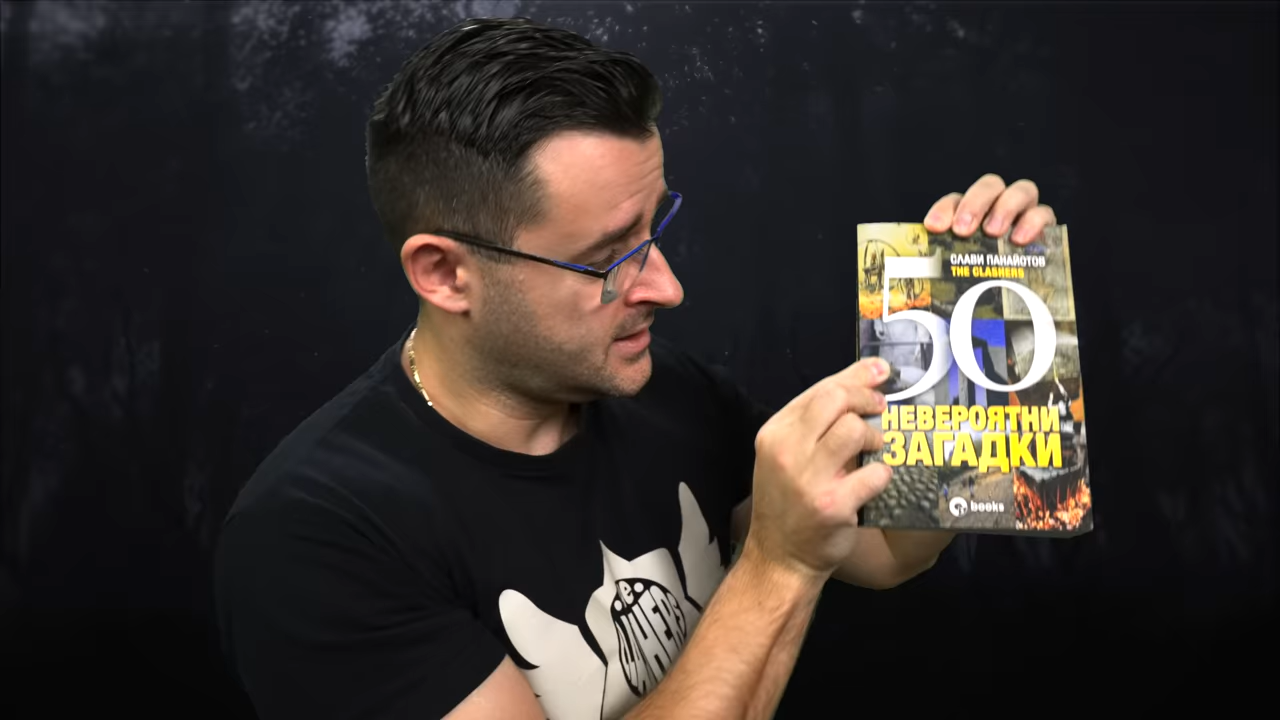 СЛАВИ ПАНАЙОТОВ
THE CLASHERS
50
НЕВЕРОЯТНИ
ЗАГАДКИ
books